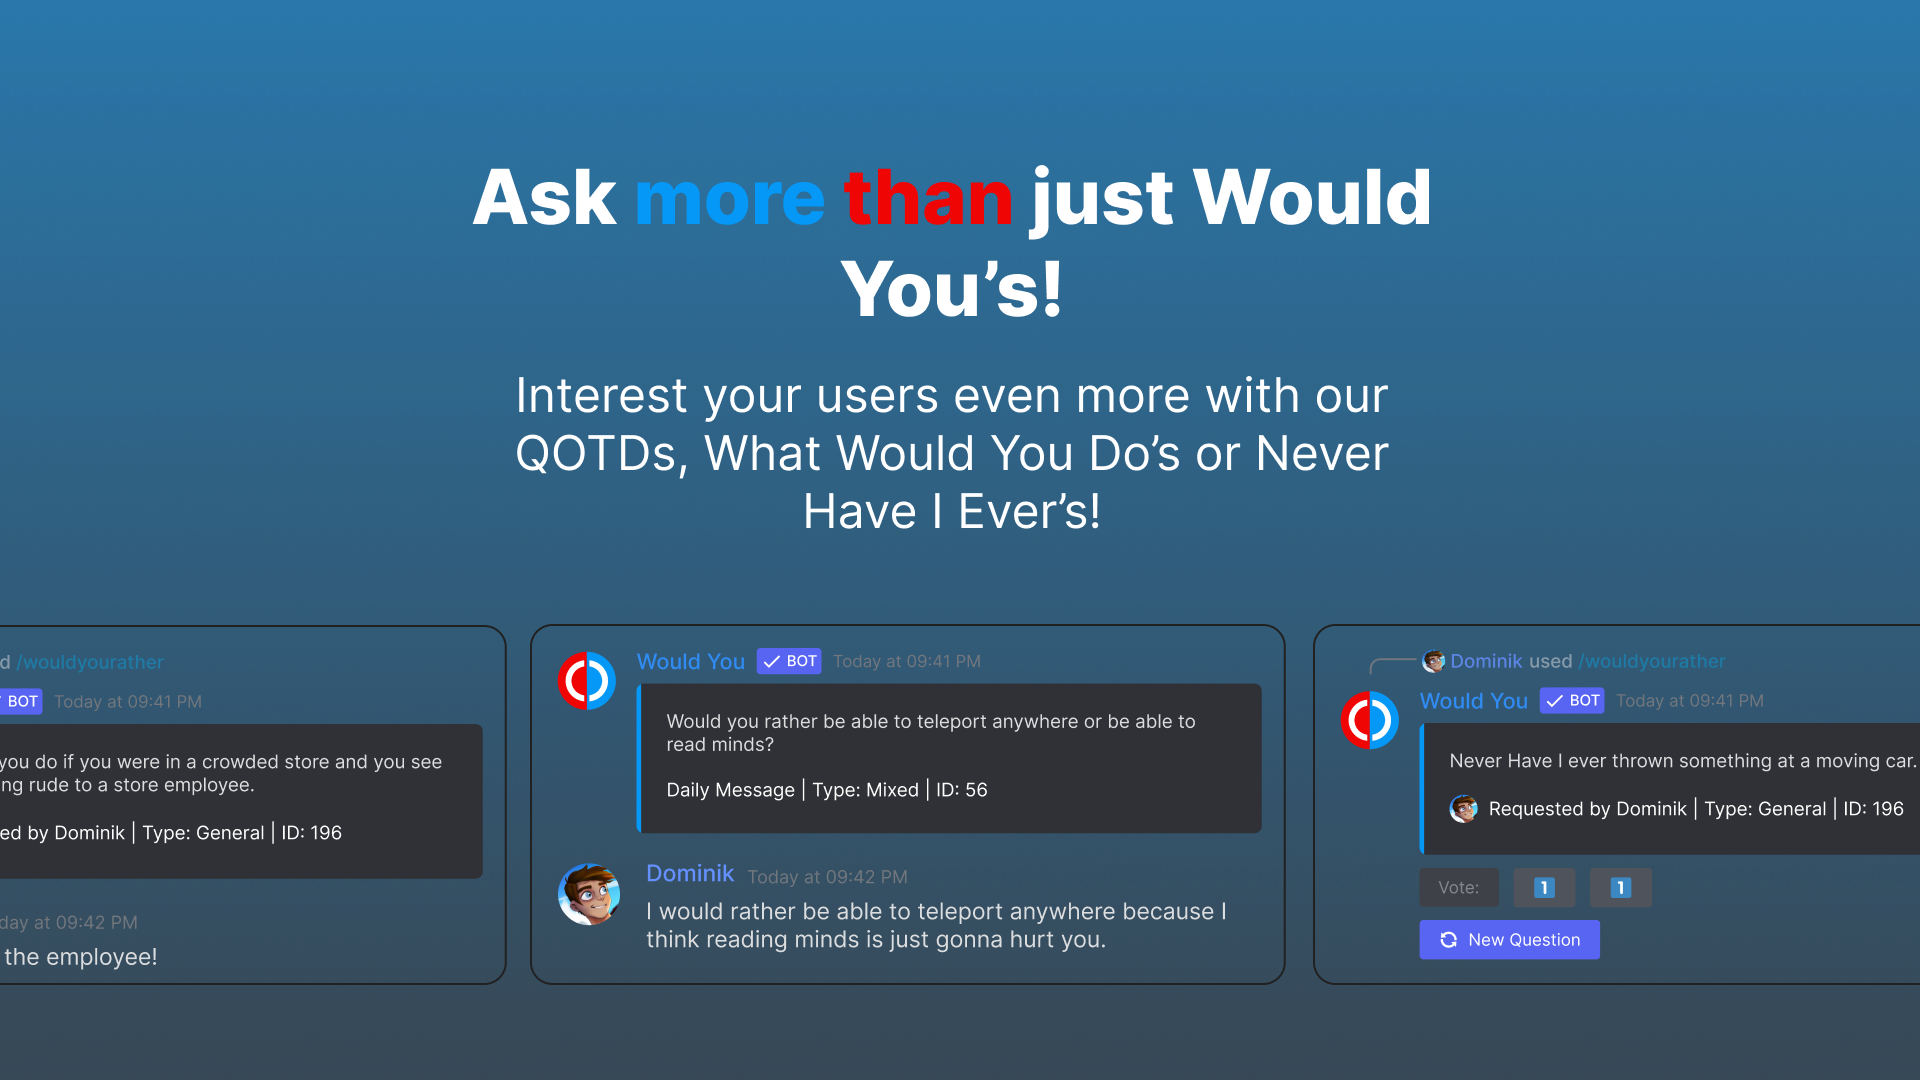 Ask more than just Would
You’s!
Interest your users even more with our
QOTDs, What Would You Do’s or Never
Have I Ever’s!
/wouldyourather
BOT Today at 09:41 PM
you do if you were in a crowded store and you see
rude to a store employee.
by Dominik | Type: General | ID: 196
at 09:42 PM
the employee!
Would You BOT Today at 09:41 PM
Would you rather be able to teleport anywhere or be able to
read minds?
Daily Message | Type: Mixed | ID: 56
Dominik Today at 09:42 PM
I would rather be able to teleport anywhere because I
think reading minds is just gonna hurt you.
Dominik used /wouldyourather
Would You BOT Today at 09:41 PM
Never Have I ever thrown something at a moving car.
Requested by Dominik | Type: General | ID: 196
Vote: 1 1
New Question